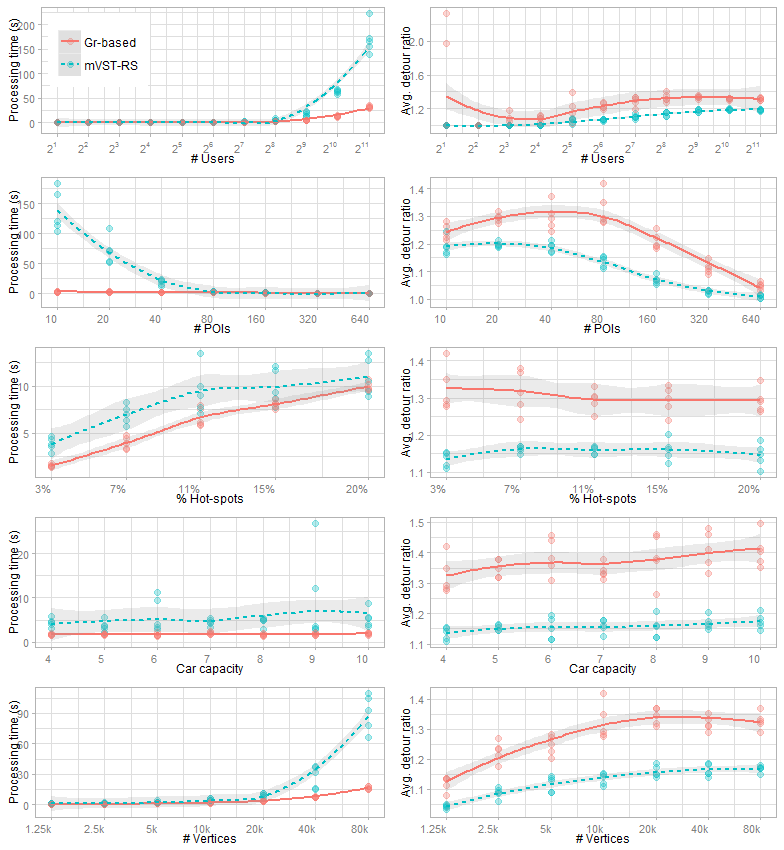 Processing time (s)
200
150
100
50
0
Gr-based
mVST-RS
2^1 2^2 2^3 2^4 2^5 2^6 2^7 2^8 2^9 2^10 2^11
# Users
Avg. detour ratio
2.0
1.6
1.2
2^1 2^2 2^3 2^4 2^5 2^6 2^7 2^8 2^9 2^10 2^11
# Users
Processing time (s)
150
100
50
0
10 20 40 80 160 320 640
# POIs
Avg. detour ratio
1.4
1.3
1.2
1.1
1.0
10 20 40 80 160 320 640
# POIs
Processing time (s)
10
5
3% 7% 11% 15% 20%
% Hot-spots
Avg. detour ratio
1.4
1.3
1.2
1.1
3% 7% 11% 15% 20%
% Hot-spots
Processing time (s)
20
10
0
4 5 6 7 8 9 10
Car capacity
Avg. detour ratio
1.5
1.4
1.3
1.2
1.1
4 5 6 7 8 9 10
Car capacity
Processing time (s)
90
60
30
0
1.25k 2.5k 5k 10k 20k 40k 80k
# Vertices
Avg. detour ratio
1.4
1.3
1.2
1.1
1.25k 2.5k 5k 10k 20k 40k 80k
# Vertices